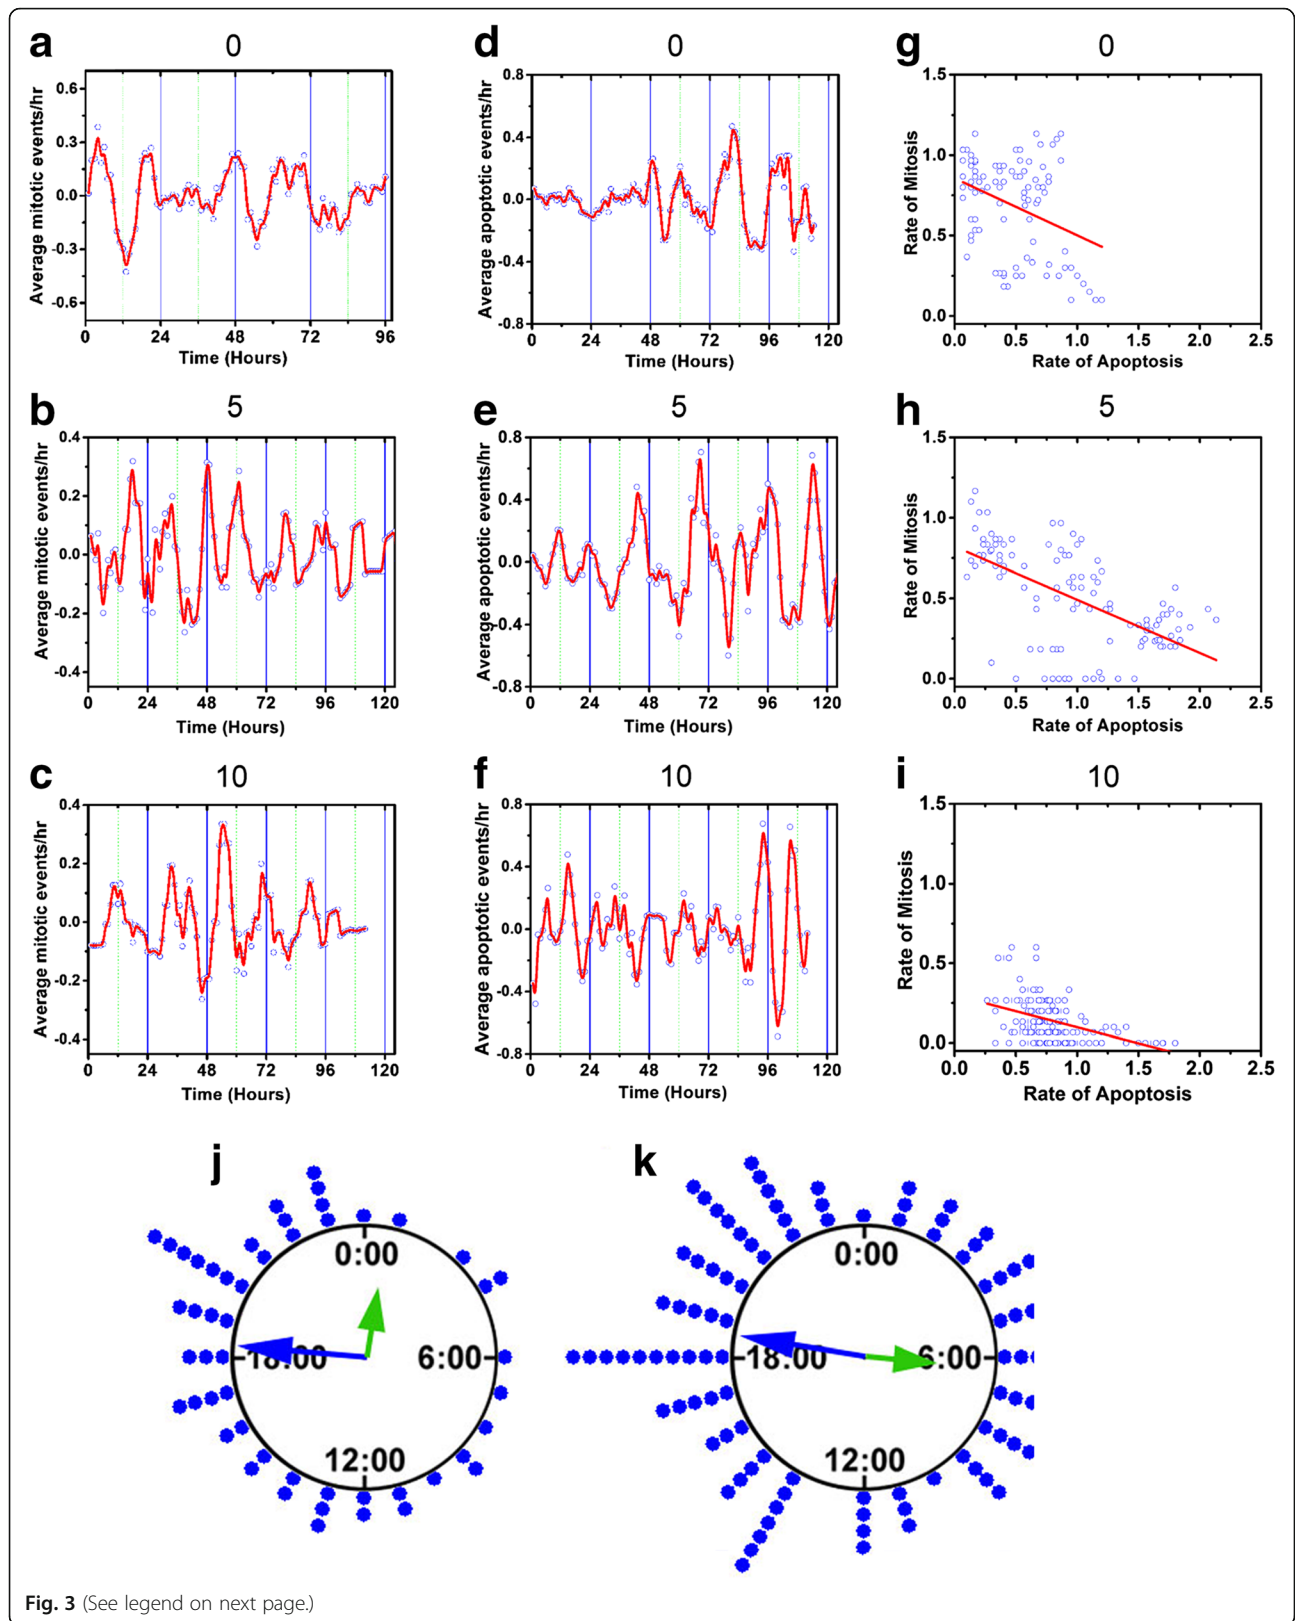 a 0 d 0 g 0
0.6
0.3
0.0
-0.3
-0.6
Average mitotic events/hr
0 24 48 72 96
Time (Hours)
0.8
0.4
0.0
-0.4
-0.8
Average apoptotic events/hr
0 24 48 72 96 120
Time (Hours)
1.5
1.0
0.5
0.0
Rate of Mitosis
0.0 0.5 1.0 1.5 2.0 2.5
Rate of Apoptosis
b 5 e 5 h 5
0.4
0.2
0.0
-0.2
-0.4
Average mitotic events/hr
0 24 48 72 96 120
Time (Hours)
0.8
0.4
0.0
-0.4
-0.8
Average apoptotic events/hr
0 24 48 72 96 120
Time (Hours)
1.5
1.0
0.5
0.0
Rate of Mitosis
0.0 0.5 1.0 1.5 2.0 2.5
Rate of Apoptosis
c 10 f 10 i 10
0.4
0.2
0.0
-0.2
-0.4
Average mitotic events/hr
0 24 48 72 96 120
Time (Hours)
0.8
0.4
0.0
-0.4
-0.8
Average apoptotic events/hr
0 24 48 72 96 120
Time (Hours)
1.5
1.0
0.5
0.0
Rate of Mitosis
0.0 0.5 1.0 1.5 2.0 2.5
Rate of Apoptosis
j
0:00
18:00 6:00
12:00
k
0:00
18:00 6:00
12:00
Fig. 3 (See legend on next page.)